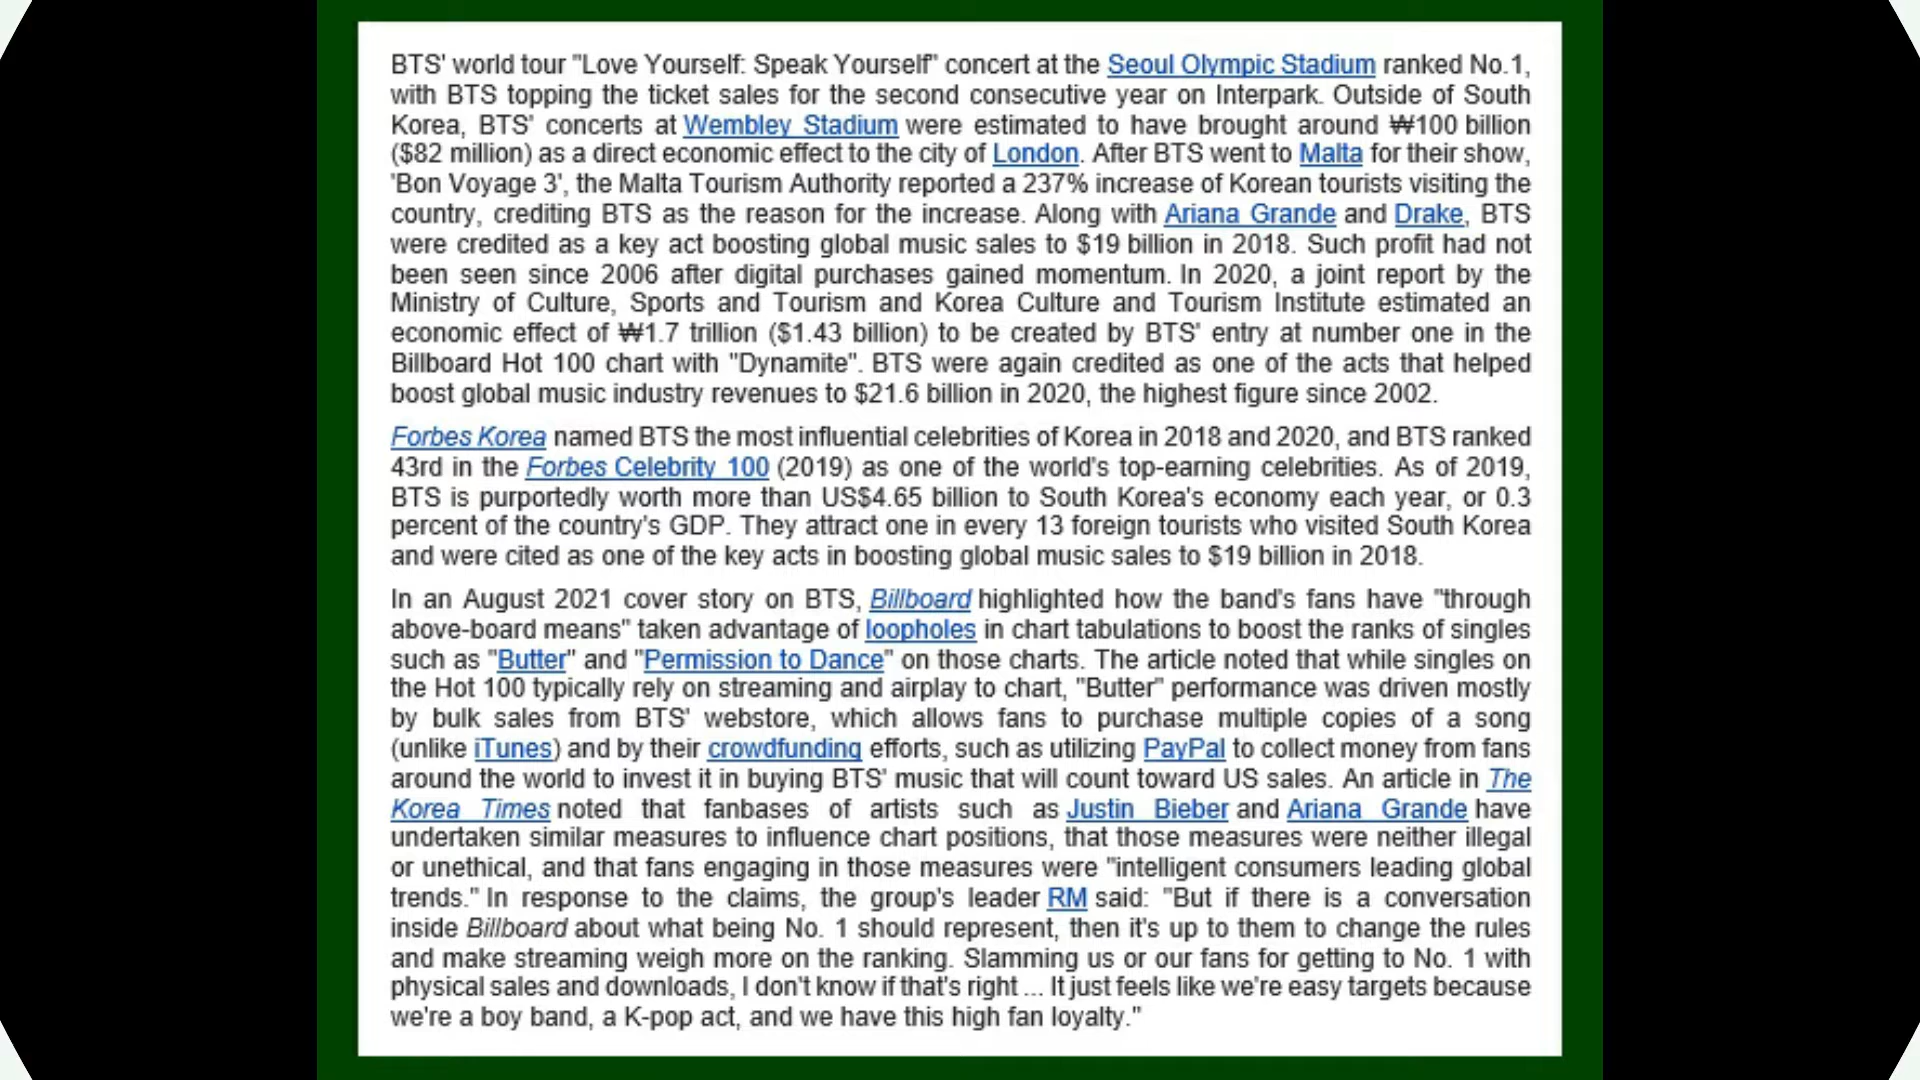 BTS' world tour "Love Yourself: Speak Yourself" concert at the Seoul Olympic Stadium ranked No.1,
with BTS topping the ticket sales for the second consecutive year on Interpark. Outside of South
Korea, BTS' concerts at Wembley Stadium were estimated to have brought around ₩100 billion
($82 million) as a direct economic effect to the city of London. After BTS went to Malta for their show,
'Bon Voyage 3', the Malta Tourism Authority reported a 237% increase of Korean tourists visiting the
country, crediting BTS as the reason for the increase. Along with Ariana Grande and Drake, BTS
were credited as a key act boosting global music sales to $19 billion in 2018. Such profit had not
been seen since 2006 after digital purchases gained momentum. In 2020, a joint report by the
Ministry of Culture, Sports and Tourism and Korea Culture and Tourism Institute estimated an
economic effect of ₩1.7 trillion ($1.43 billion) to be created by BTS' entry at number one in the
Billboard Hot 100 chart with "Dynamite". BTS were again credited as one of the acts that helped
boost global music industry revenues to $21.6 billion in 2020, the highest figure since 2002.
Forbes Korea named BTS the most influential celebrities of Korea in 2018 and 2020, and BTS ranked
43rd in the Forbes Celebrity 100 (2019) as one of the world's top-earning celebrities. As of 2019,
BTS is purportedly worth more than US$4.65 billion to South Korea's economy each year, or 0.3
percent of the country's GDP. They attract one in every 13 foreign tourists who visited South Korea
and were cited as one of the key acts in boosting global music sales to $19 billion in 2018.
In an August 2021 cover story on BTS, Billboard highlighted how the band's fans have "through
above-board means" taken advantage of loopholes in chart tabulations to boost the ranks of singles
such as "Butter" and "Permission to Dance" on those charts. The article noted that while singles on
the Hot 100 typically rely on streaming and airplay to chart, "Butter" performance was driven mostly
by bulk sales from BTS' webstore, which allows fans to purchase multiple copies of a song
(unlike iTunes) and by their crowdfunding efforts, such as utilizing PayPal to collect money from fans
around the world to invest it in buying BTS' music that will count toward US sales. An article in The
Korea Times noted that fanbases of artists such as Justin Bieber and Ariana Grande have
undertaken similar measures to influence chart positions, that those measures were neither illegal
or unethical, and that fans engaging in those measures were "intelligent consumers leading global
trends." In response to the claims, the group's leader RM said: "But if there is a conversation
inside Billboard about what being No. 1 should represent, then it's up to them to change the rules
and make streaming weigh more on the ranking. Slamming us or our fans for getting to No. 1 with
physical sales and downloads, I don't know if that's right ... It just feels like we're easy targets because
we're a boy band, a K-pop act, and we have this high fan loyalty."